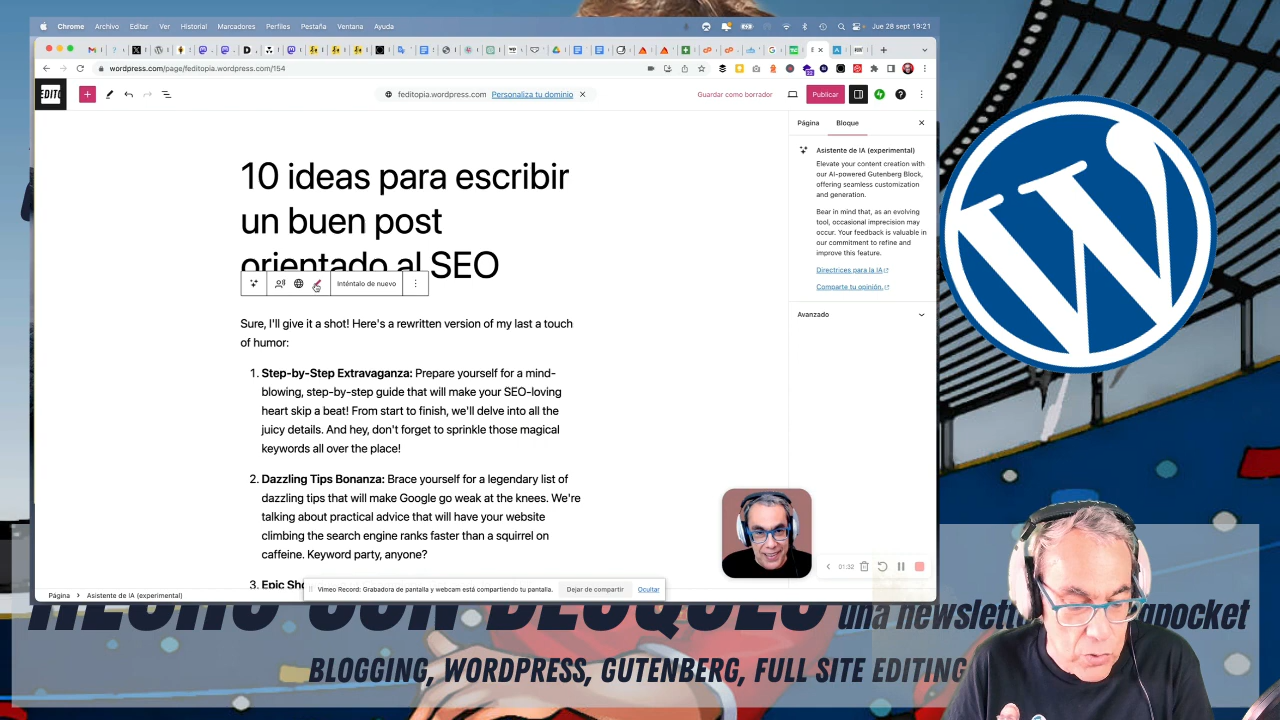 Chrome Archivo Editar Ver Historial Marcadores Perfiles Pestaña Ventana Ayuda
Jue 28 sept 19:21
wordpress.com/page/feditopia.wordpress.com/154
EDITO
feditopia.wordpress.com Personaliza tu dominio
Guardar como borrador
Publicar
Página Bloque
10 ideas para escribir
un buen post
orientado al SEO
Inténtalo de nuevo
Sure, I'll give it a shot! Here's a rewritten version of my last a touch
of humor:
1. Step-by-Step Extravaganza: Prepare yourself for a mind-
blowing, step-by-step guide that will make your SEO-loving
heart skip a beat! From start to finish, we'll delve into all the
juicy details. And hey, don't forget to sprinkle those magical
keywords all over the place!
2. Dazzling Tips Bonanza: Brace yourself for a legendary list of
dazzling tips that will make Google go weak at the knees. We're
talking about practical advice that will have your website
climbing the search engine ranks faster than a squirrel on
caffeine. Keyword party, anyone?
3. Epic Sho
Asistente de IA (experimental)
Elevate your content creation with
our AI-powered Gutenberg Block,
offering seamless customization
and generation.
Bear in mind that, as an evolving
tool, occasional imprecision may
occur. Your feedback is valuable in
our commitment to refine and
improve this feature.
Directrices para la IA
Comparte tu opinión.
Avanzado
01:32
Vimeo Record: Grabadora de pantalla y webcam está compartiendo tu pantalla. Dejar de compartir Ocultar
Página > Asistente de IA (experimental)
HECHO CON BLOQUES una newslett
BLOGGING, WORDPRESS, GUTENBERG, FULL SITE EDITING